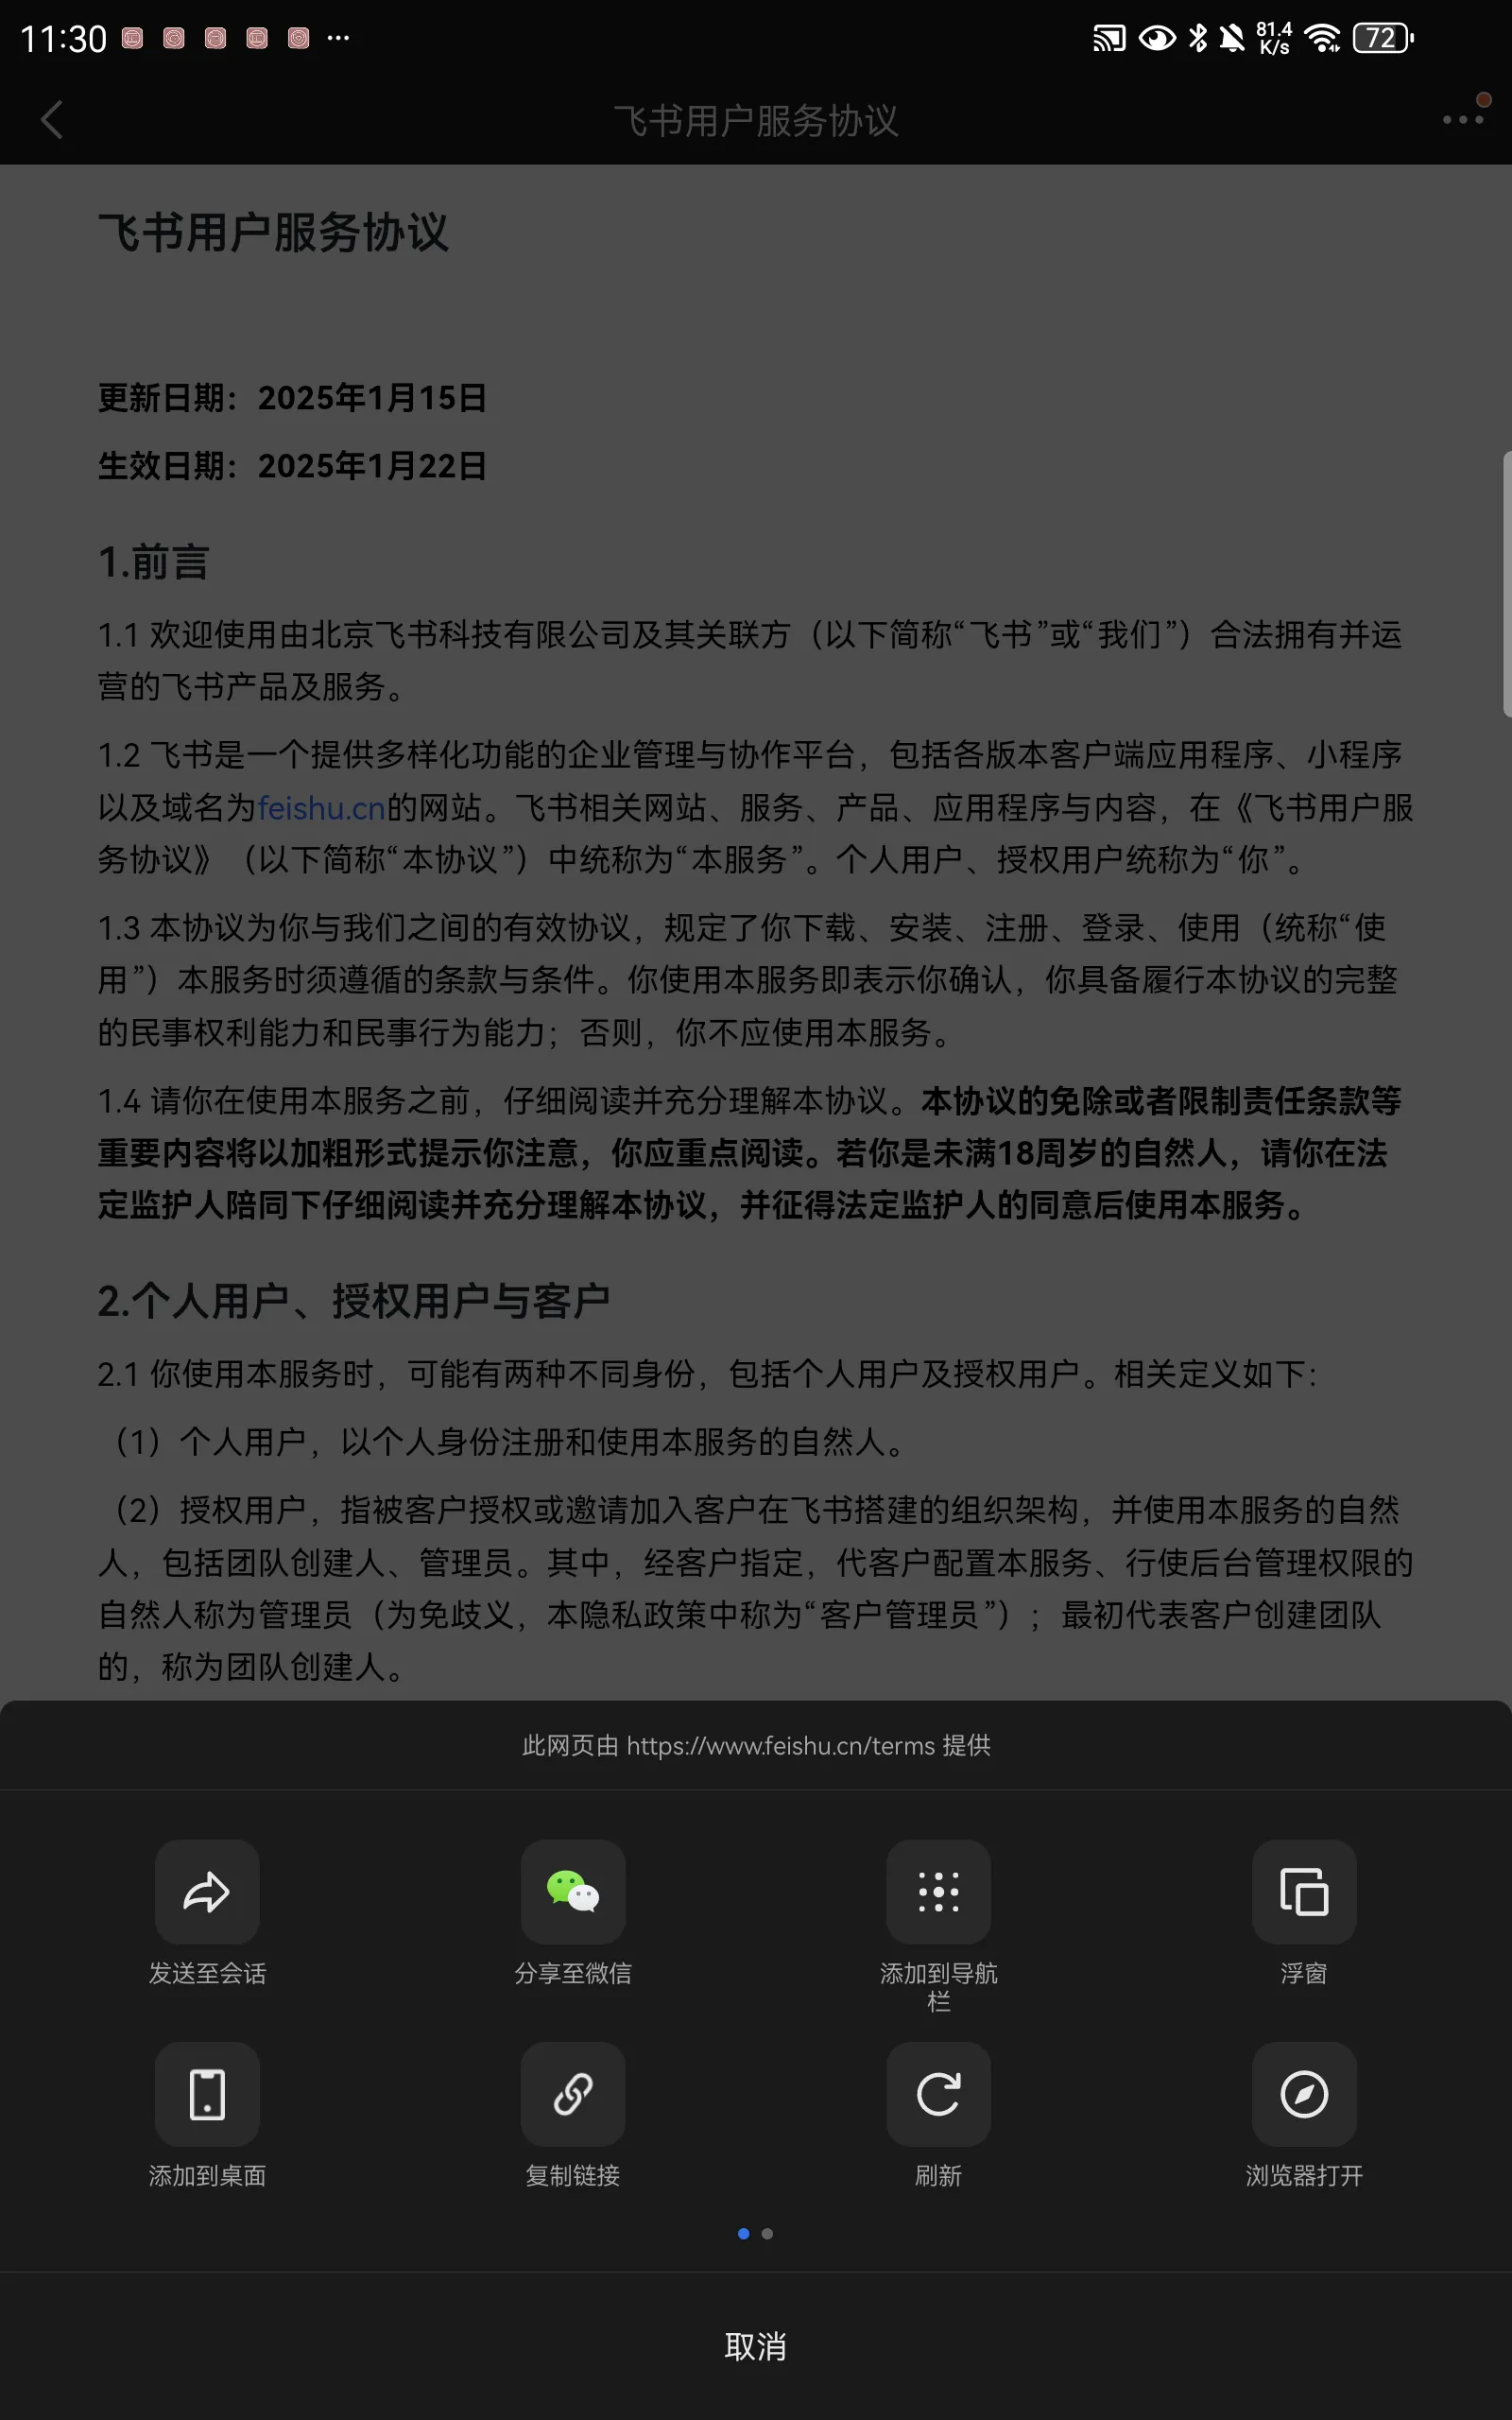 11:30
81.4
K/s
72
飞书用户服务协议
飞书用户服务协议
更新日期：2025年1月15日
生效日期：2025年1月22日
1.前言
1.1 欢迎使用由北京飞书科技有限公司及其关联方（以下简称“飞书”或“我们”）合法拥有并运
营的飞书产品及服务。
1.2 飞书是一个提供多样化功能的企业管理与协作平台，包括各版本客户端应用程序、小程序
以及域名为feishu.cn的网站。飞书相关网站、服务、产品、应用程序与内容，在《飞书用户服
务协议》（以下简称“本协议”）中统称为“本服务”。个人用户、授权用户统称为“你”。
1.3 本协议为你与我们之间的有效协议，规定了你下载、安装、注册、登录、使用（统称“使
用”）本服务时须遵循的条款与条件。你使用本服务即表示你确认，你具备履行本协议的完整
的民事权利能力和民事行为能力；否则，你不应使用本服务。
1.4 请你在使用本服务之前，仔细阅读并充分理解本协议。本协议的免除或者限制责任条款等
重要内容将以加粗形式提示你注意，你应重点阅读。若你是未满18周岁的自然人，请你在法
定监护人陪同下仔细阅读并充分理解本协议，并征得法定监护人的同意后使用本服务。
2.个人用户、授权用户与客户
2.1 你使用本服务时，可能有两种不同身份，包括个人用户及授权用户。相关定义如下：
（1）个人用户，以个人身份注册和使用本服务的自然人。
（2）授权用户，指被客户授权或邀请加入客户在飞书搭建的组织架构，并使用本服务的自然
人，包括团队创建人、管理员。其中，经客户指定，代客户配置本服务、行使后台管理权限的
自然人称为管理员（为免歧义，本隐私政策中称为“客户管理员”）；最初代表客户创建团队
的，称为团队创建人。
此网页由 https://www.feishu.cn/terms 提供
发送至会话
分享至微信
添加到导航
栏
浮窗
添加到桌面
复制链接
刷新
浏览器打开
取消